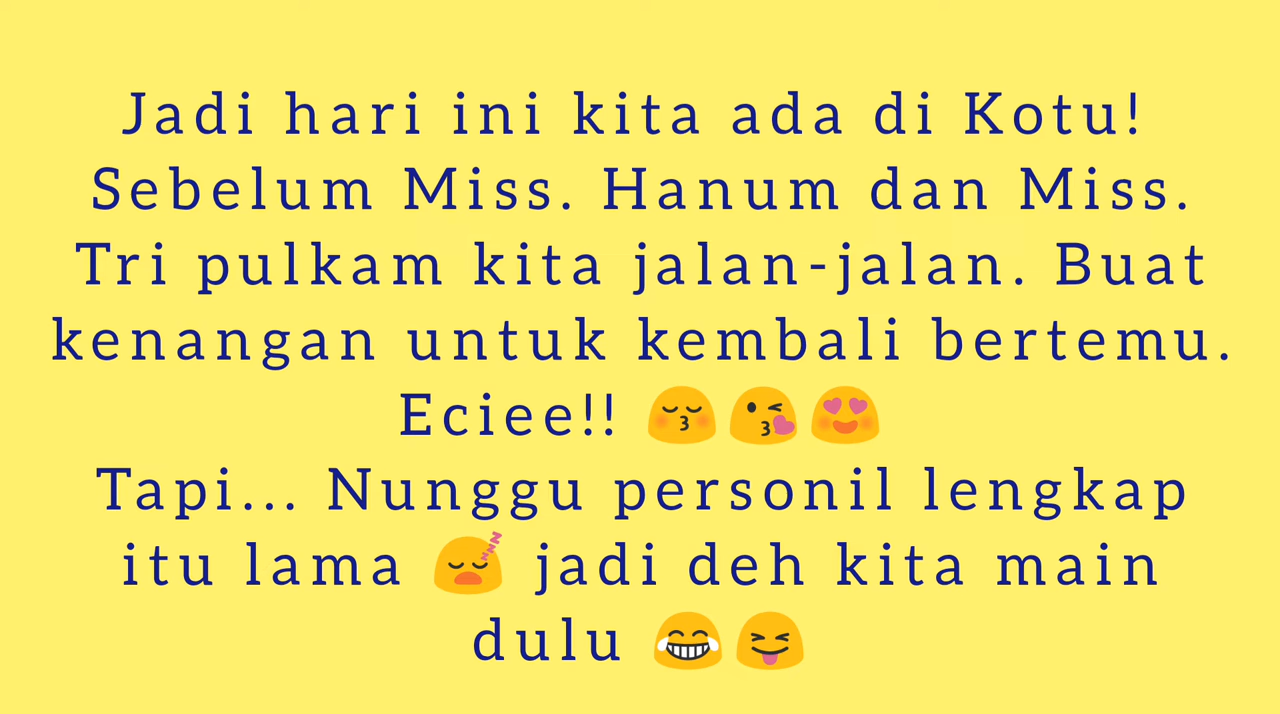 Jadi hari ini kita ada di Kotu!
Sebelum Miss. Hanum dan Miss.
Tri pulkam kita jalan-jalan. Buat
kenangan untuk kembali bertemu.
Eciee!! 😚😘😍
Tapi... Nunggu personil lengkap
itu lama 😴 jadi deh kita main
dulu 😂😝